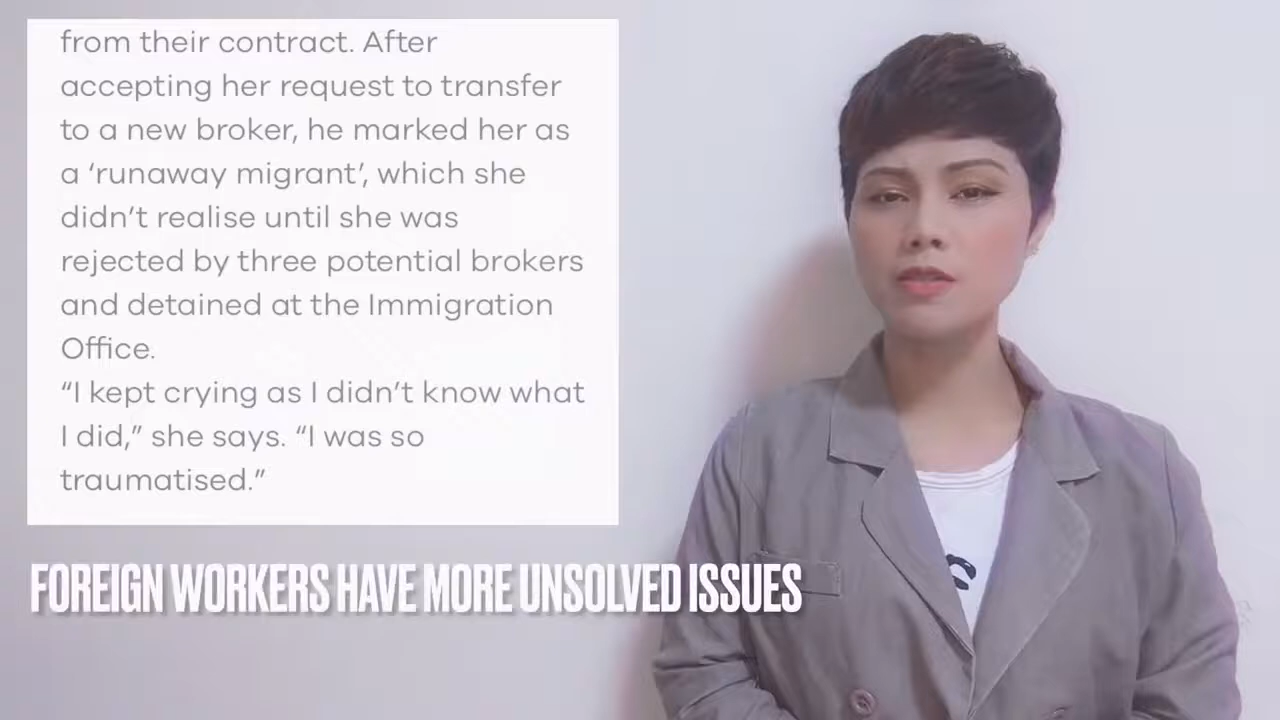 from their contract. After
accepting her request to transfer
to a new broker, he marked her as
a ‘runaway migrant’, which she
didn’t realise until she was
rejected by three potential brokers
and detained at the Immigration
Office.
“I kept crying as I didn’t know what
I did,” she says. “I was so
traumatised.”
FOREIGN WORKERS HAVE MORE UNSOLVED ISSUES